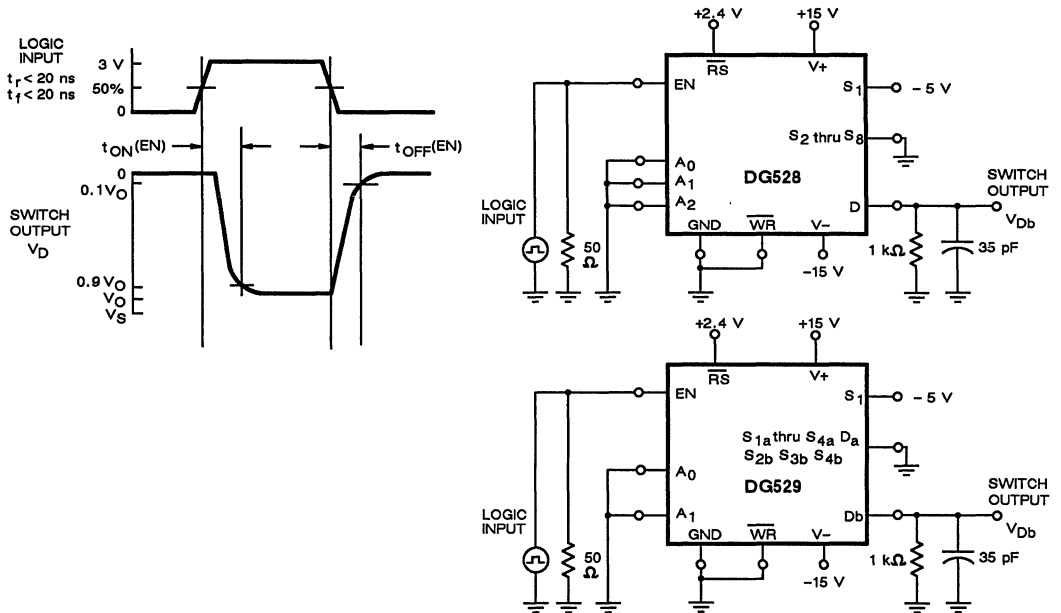 LOGIC
INPUT
tr < 20 ns
tf < 20 ns
3 V
50%
0
tON(EN)
tOFF(EN)
0
0.1VO
SWITCH
OUTPUT
VD
0.9 VO
VO
VS
+2.4 V
+15 V
RS
V+
EN
S1
– 5 V
S2 thru S8
A0
A1
A2
DG528
D
SWITCH
OUTPUT
VDb
LOGIC
INPUT
50
Ω
GND
WR
V–
–15 V
1 kΩ
35 pF
+2.4 V
+15 V
RS
V+
EN
S1
– 5 V
S1a thru S4a Da
S2b S3b S4b
A0
A1
DG529
Db
SWITCH
OUTPUT
VDb
LOGIC
INPUT
50
Ω
GND
WR
V–
–15 V
1 kΩ
35 pF